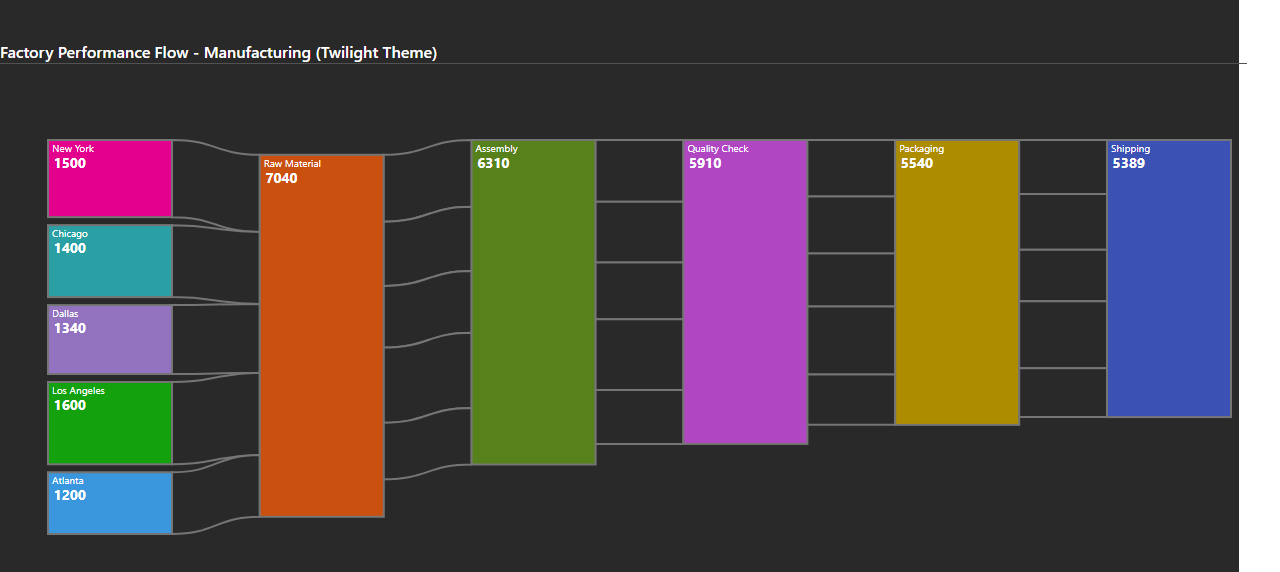 Factory Performance Flow - Manufacturing (Twilight Theme)
New York
1500
Chicago
1400
Dallas
1340
Los Angeles
1600
Atlanta
1200
Raw Material
7040
Assembly
6310
Quality Check
5910
Packaging
5540
Shipping
5389